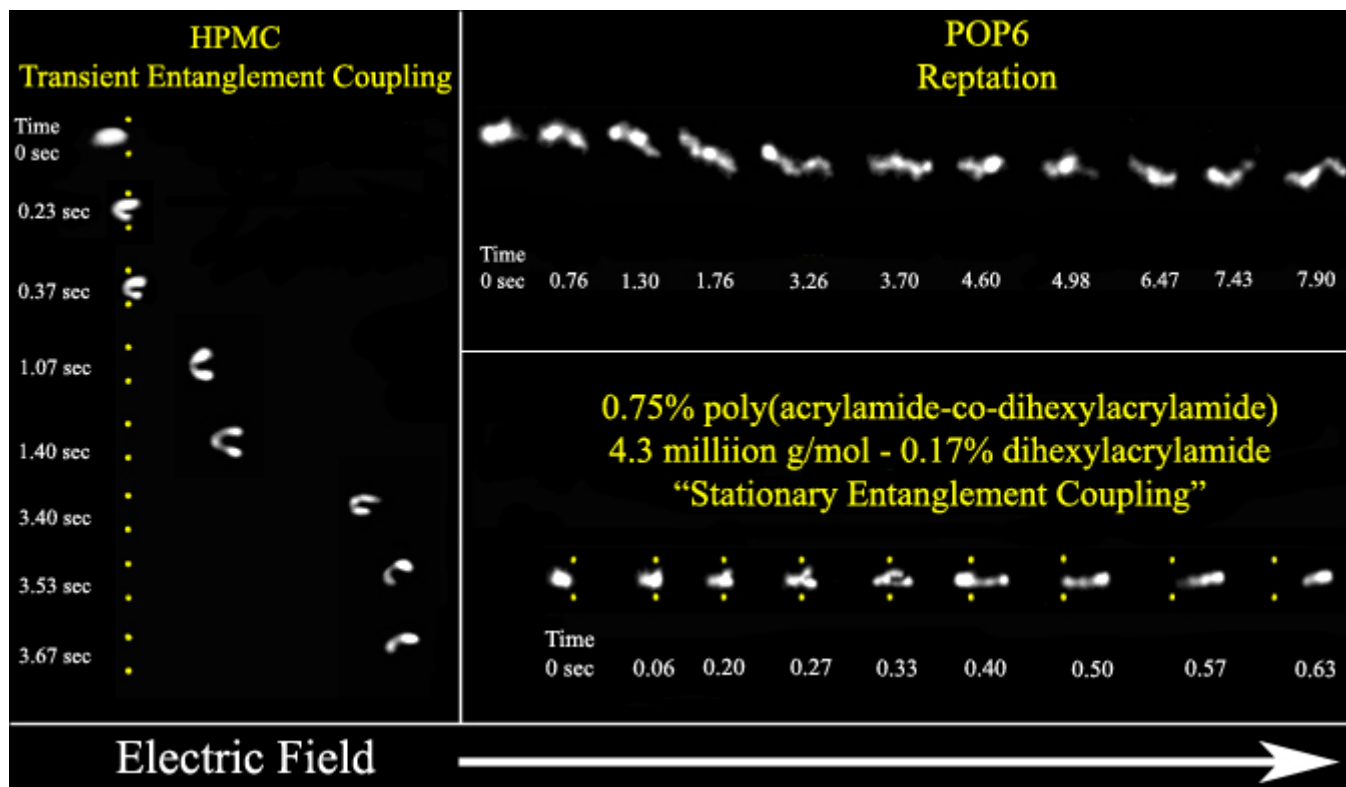 HPMC
Transient Entanglement Coupling
Time
0 sec
0.23 sec
0.37 sec
1.07 sec
1.40 sec
3.40 sec
3.53 sec
3.67 sec
POP6
Reptation
Time
0 sec 0.76 1.30 1.76 3.26 3.70 4.60 4.98 6.47 7.43 7.90
0.75% poly(acrylamide-co-dihexylacrylamide)
4.3 milliion g/mol - 0.17% dihexylacrylamide
“Stationary Entanglement Coupling”
Time
0 sec 0.06 0.20 0.27 0.33 0.40 0.50 0.57 0.63
Electric Field